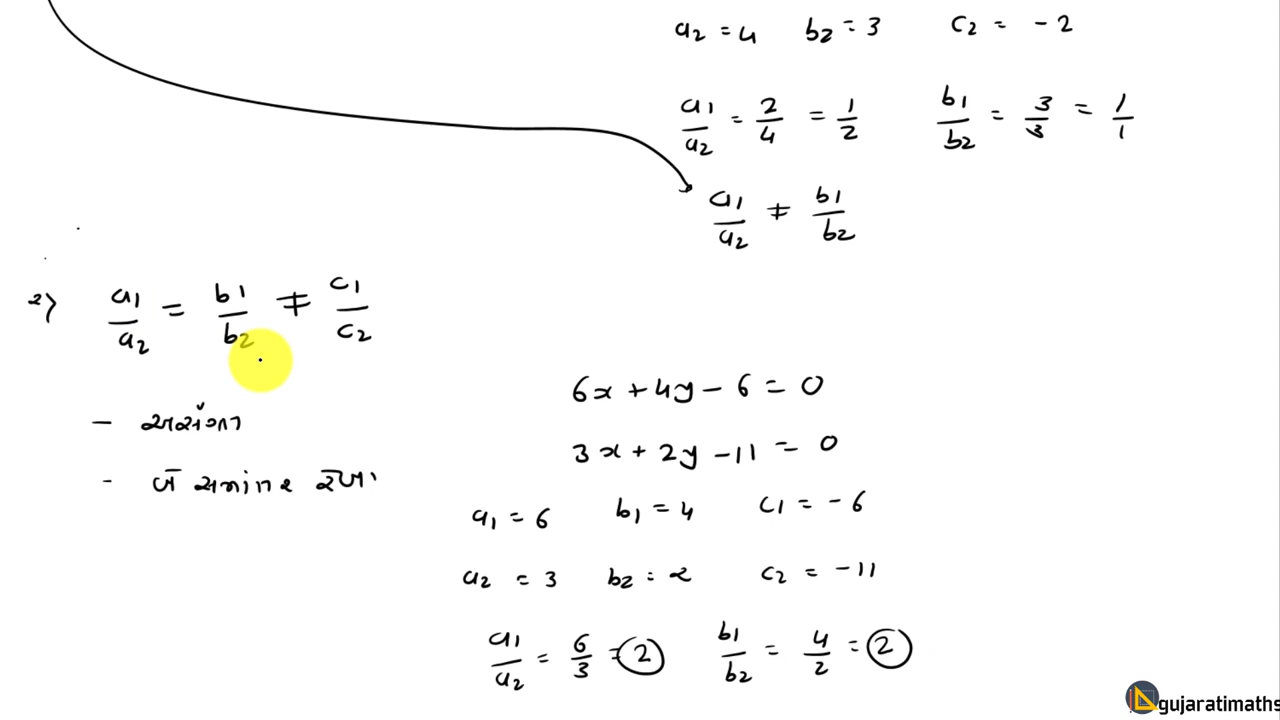 a2 = 4 b2 = 3 c2 = -2
a1/a2 = 2/4 = 1/2 b1/b2 = 3/3 = 1/1
a1/a2 ≠ b1/b2
૨) a1/a2 = b1/b2 ≠ c1/c2
6x + 4y - 6 = 0
- અસંગત
3x + 2y - 11 = 0
- બે સમાંતર રેખા
a1 = 6 b1 = 4 c1 = -6
a2 = 3 b2 = 2 c2 = -11
a1/a2 = 6/3 = 2 b1/b2 = 4/2 = 2
gujaratimaths